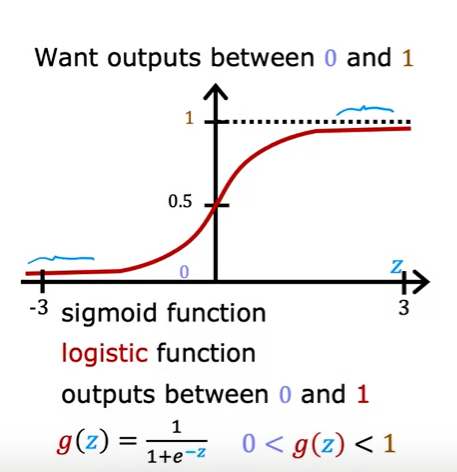 Want outputs between 0 and 1
1
0.5
0
z
-3
3
sigmoid function
logistic function
outputs between 0 and 1
g(z) = 1/(1+e^-z)   0 < g(z) < 1